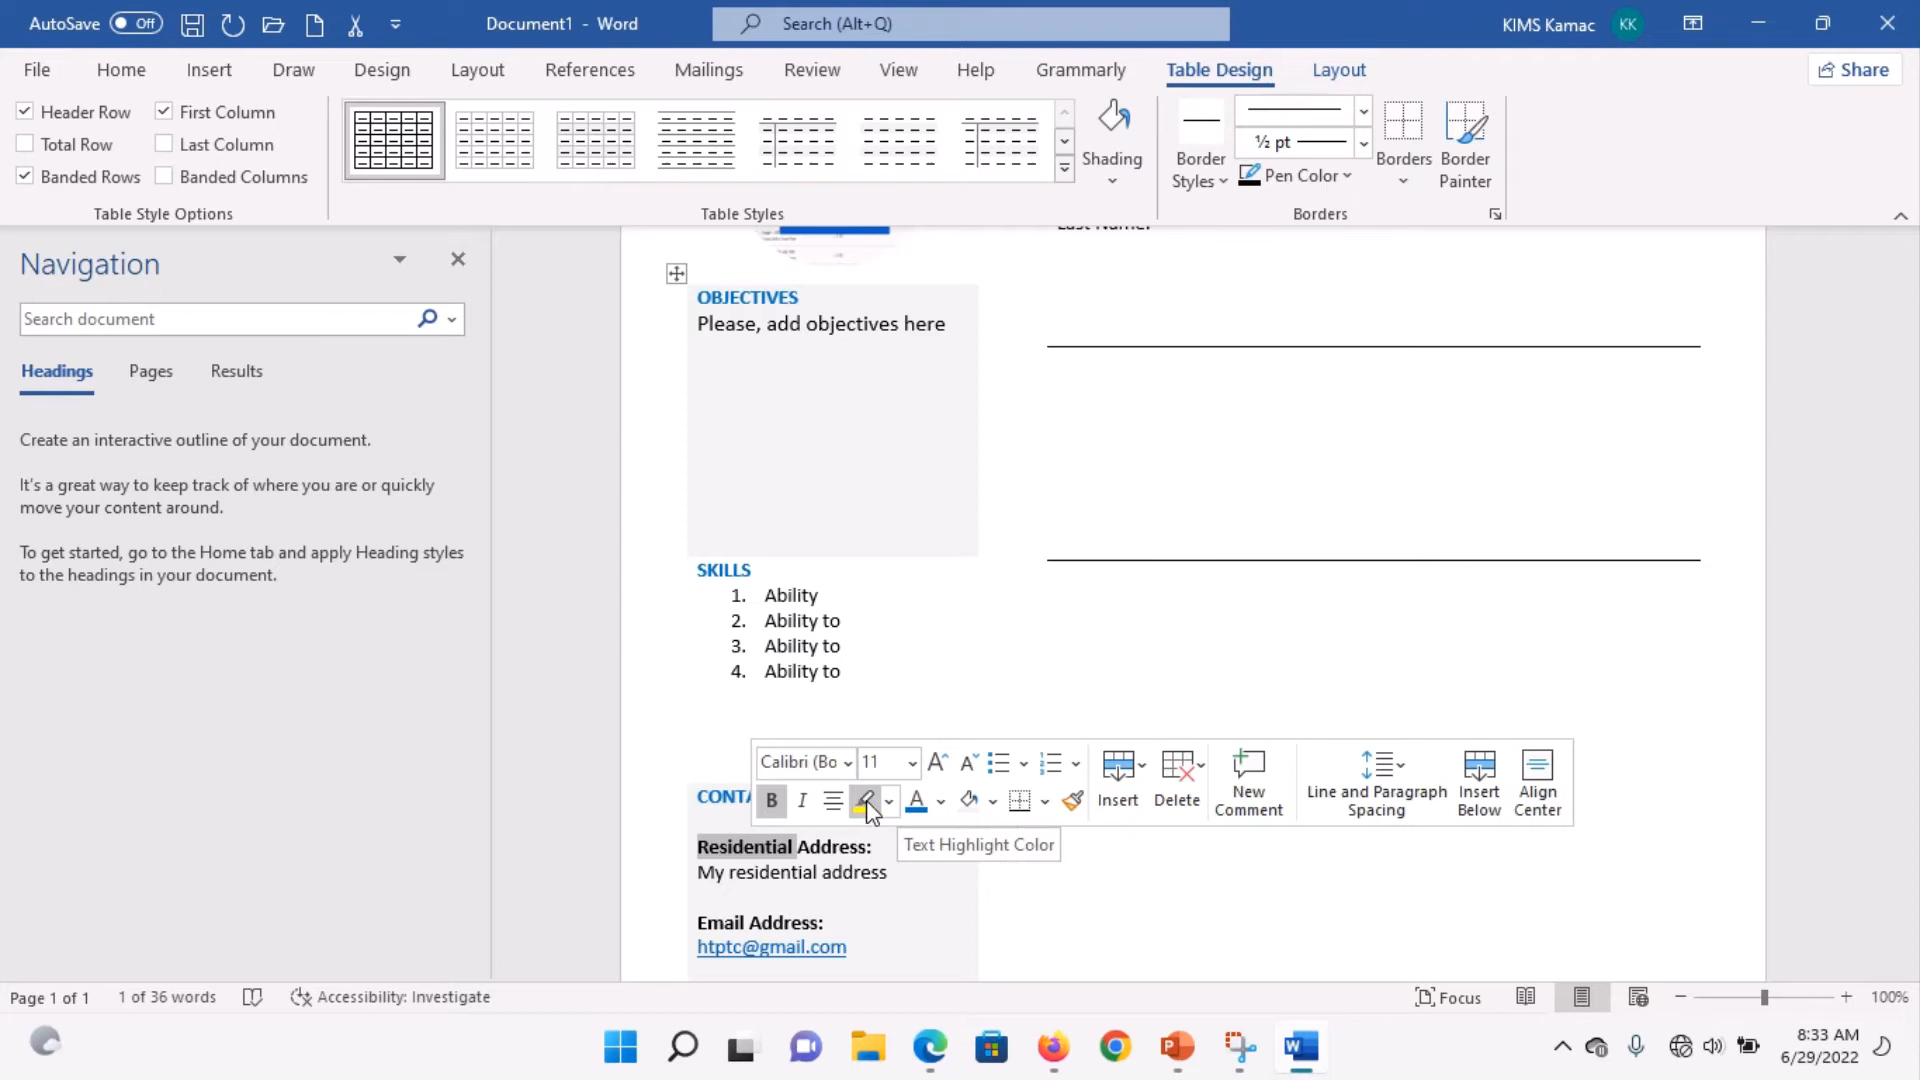 AutoSave Off Document1 - Word Search (Alt+Q) KIMS Kamac KK
File Home Insert Draw Design Layout References Mailings Review View Help Grammarly Table Design Layout Share
Header Row First Column
Total Row Last Column
Banded Rows Banded Columns
Table Style Options
Table Styles
Shading
Border Styles
½ pt
Pen Color
Borders
Border Painter
Borders
Navigation
Search document
Headings Pages Results
Create an interactive outline of your document.
It's a great way to keep track of where you are or quickly
move your content around.
To get started, go to the Home tab and apply Heading styles
to the headings in your document.
Last Name:
OBJECTIVES
Please, add objectives here
SKILLS
1. Ability
2. Ability to
3. Ability to
4. Ability to
Calibri (Bo 11
B I A
Insert Delete New Comment Line and Paragraph Spacing Insert Below Align Center
Text Highlight Color
CONTA
Residential Address:
My residential address
Email Address:
htptc@gmail.com
Page 1 of 1 1 of 36 words Accessibility: Investigate Focus 100%
8:33 AM
6/29/2022